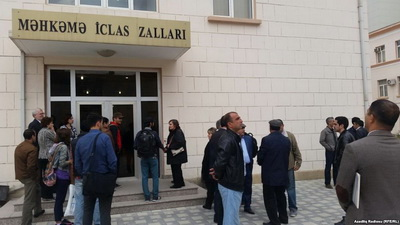 MƏHKƏMƏ İCLAS ZALLARI
Azadlıq Radiosu (RFE/RL)